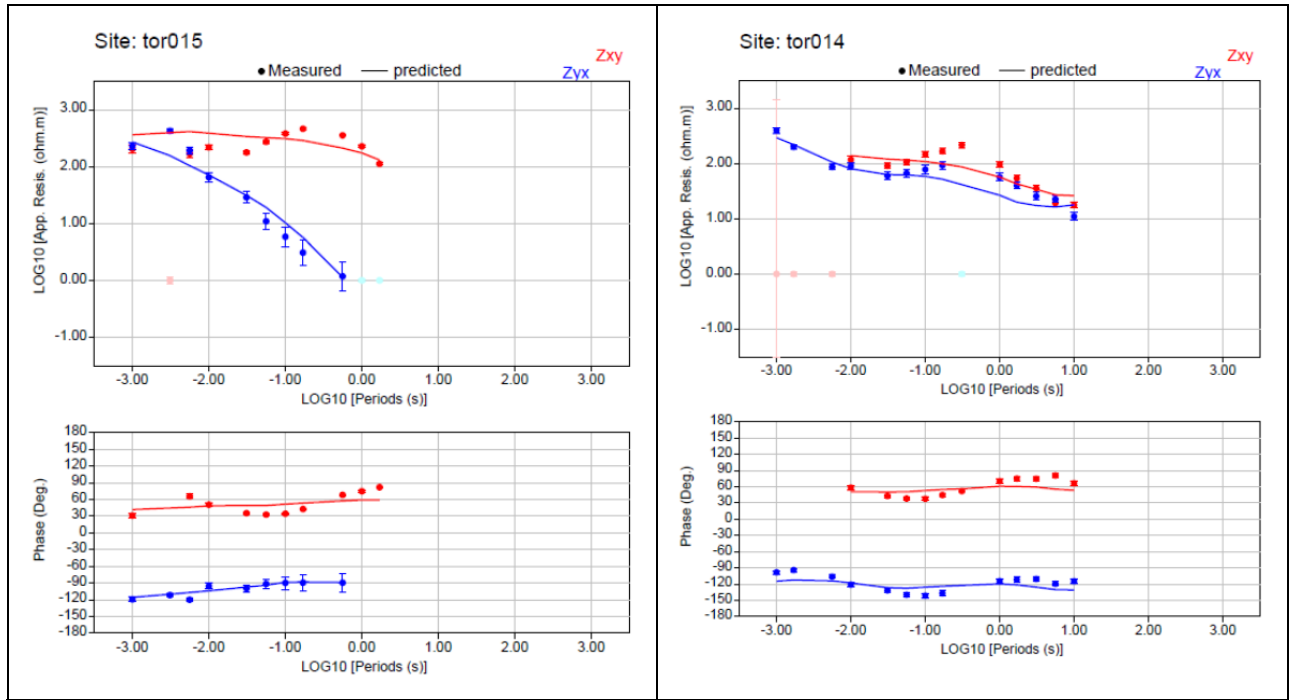 Site: tor015
Zxy
Measured predicted
Zyx
3.00
2.00
1.00
0.00
-1.00
LOG10 [App. Resis. (ohm.m)]
-3.00 -2.00 -1.00 0.00 1.00 2.00 3.00
LOG10 [Periods (s)]
180
150
120
90
60
30
0
-30
-60
-90
-120
-150
-180
Phase (Deg.)
-3.00 -2.00 -1.00 0.00 1.00 2.00 3.00
LOG10 [Periods (s)]
Site: tor014
Zxy
Measured predicted
Zyx
3.00
2.00
1.00
0.00
-1.00
LOG10 [App. Resis. (ohm.m)]
-3.00 -2.00 -1.00 0.00 1.00 2.00 3.00
LOG10 [Periods (s)]
180
150
120
90
60
30
0
-30
-60
-90
-120
-150
-180
Phase (Deg.)
-3.00 -2.00 -1.00 0.00 1.00 2.00 3.00
LOG10 [Periods (s)]